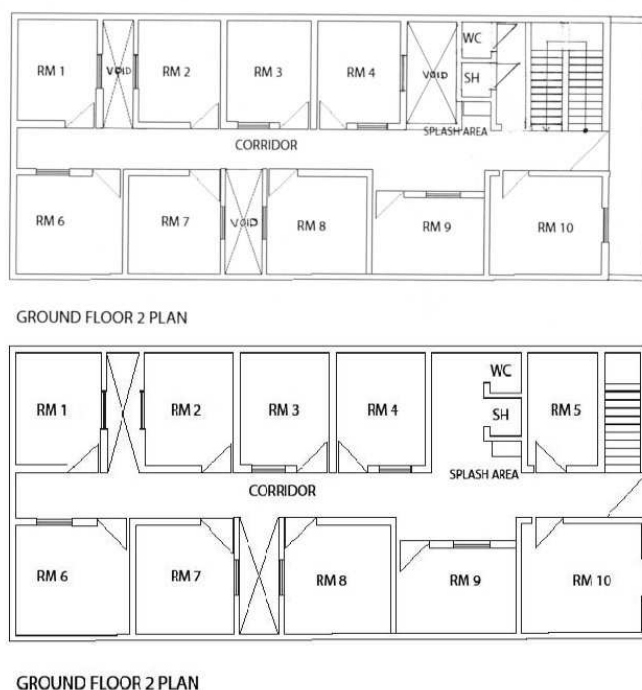 WC
RM 1
VOID
RM 2
RM 3
RM 4
VOID
SH
SPLASH AREA
CORRIDOR
RM 6
RM 7
VOID
RM 8
RM 9
RM 10
GROUND FLOOR 2 PLAN
WC
RM 1
RM 2
RM 3
RM 4
SH
RM 5
SPLASH AREA
CORRIDOR
RM 6
RM 7
RM 8
RM 9
RM 10
GROUND FLOOR 2 PLAN